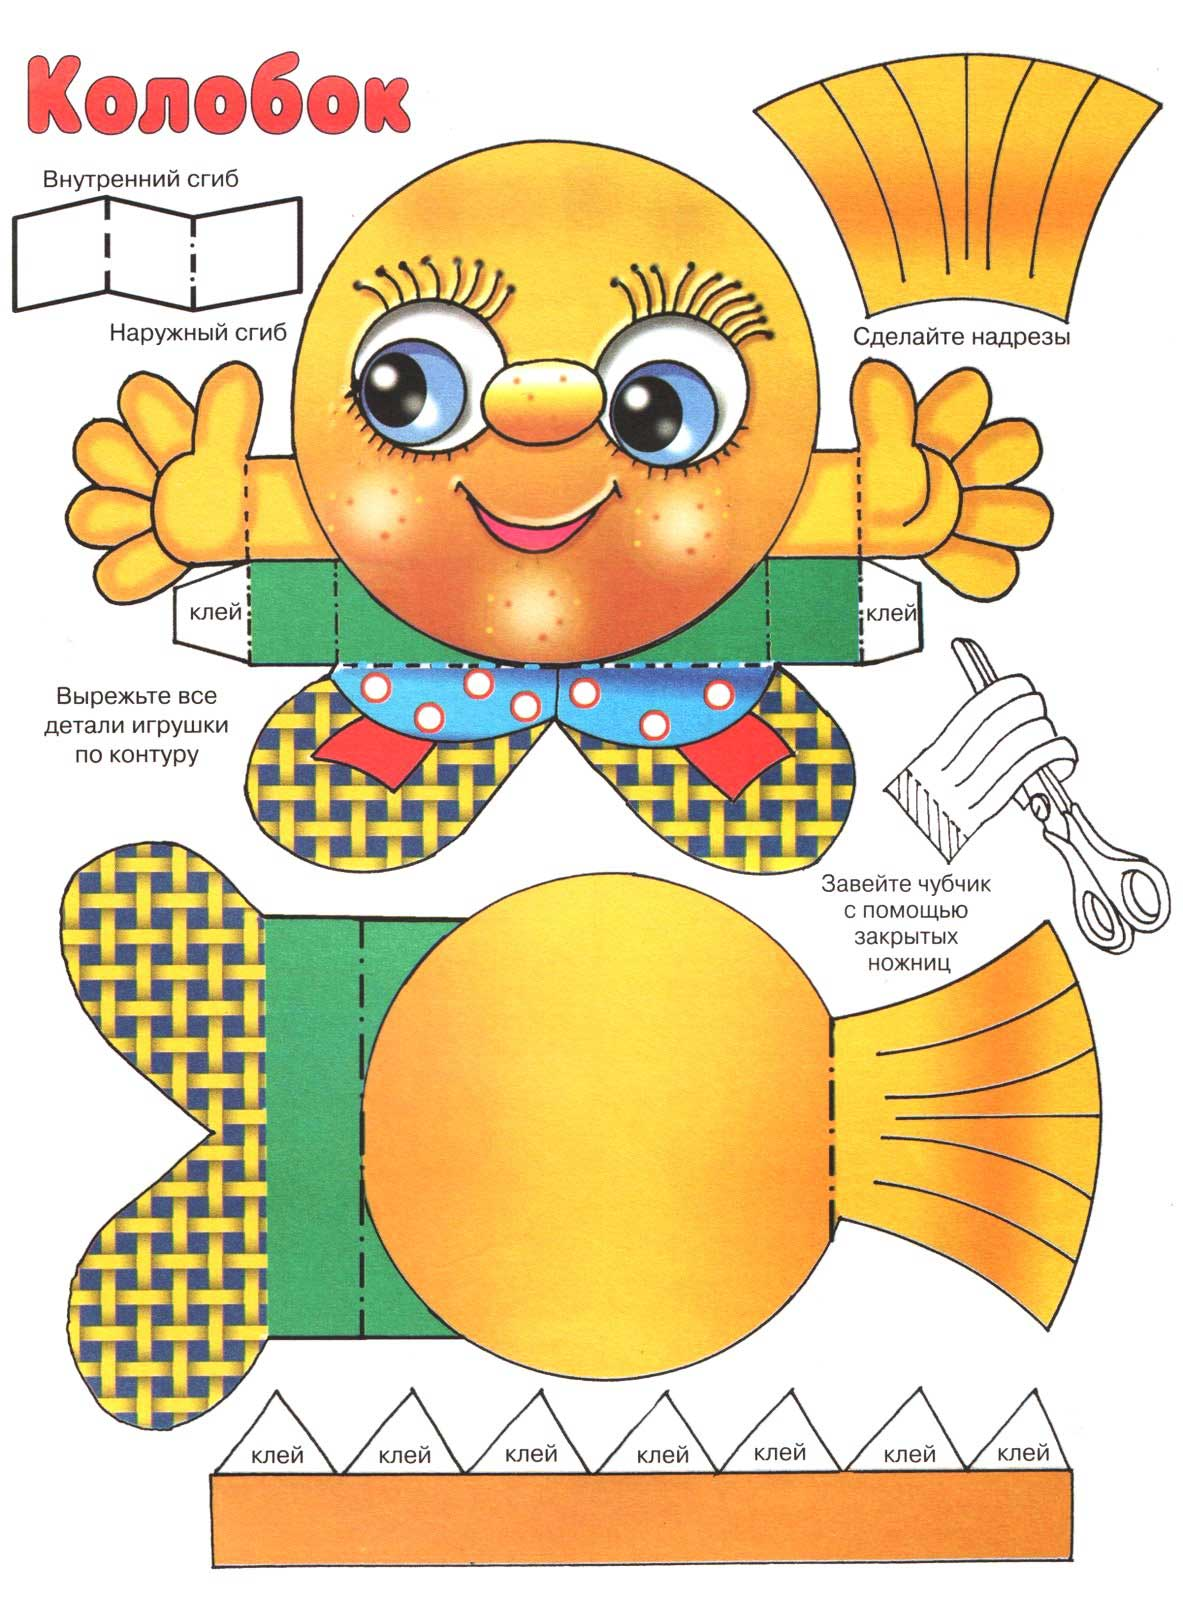 Колобок
Внутренний сгиб
Наружный сгиб
Сделайте надрезы
клей
клей
Вырежьте все
детали игрушки
по контуру
Завейте чубчик
с помощью
закрытых
ножниц
клей
клей
клей
клей
клей
клей
клей